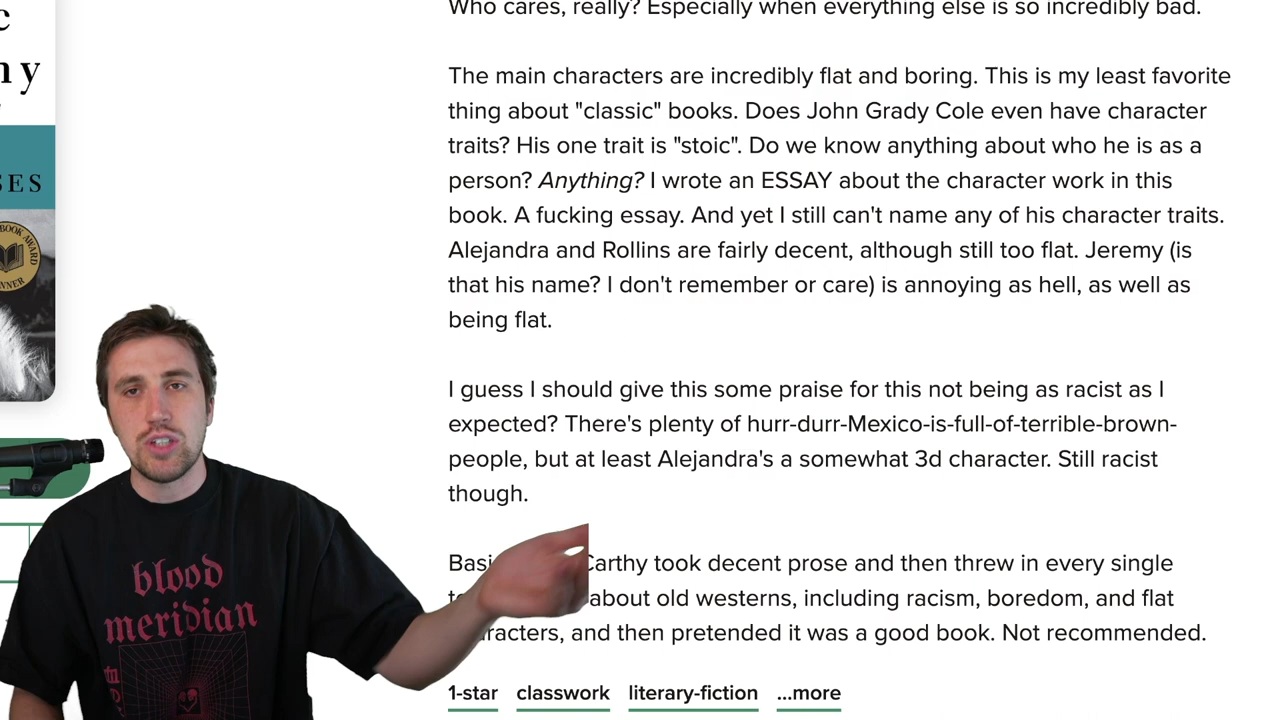 c
ny
SES
BOOK AWARD
NNER
Who cares, really? Especially when everything else is so incredibly bad.
The main characters are incredibly flat and boring. This is my least favorite
thing about "classic" books. Does John Grady Cole even have character
traits? His one trait is "stoic". Do we know anything about who he is as a
person? Anything? I wrote an ESSAY about the character work in this
book. A fucking essay. And yet I still can't name any of his character traits.
Alejandra and Rollins are fairly decent, although still too flat. Jeremy (is
that his name? I don't remember or care) is annoying as hell, as well as
being flat.
I guess I should give this some praise for this not being as racist as I
expected? There's plenty of hurr-durr-Mexico-is-full-of-terrible-brown-
people, but at least Alejandra's a somewhat 3d character. Still racist
though.
Basi Carthy took decent prose and then threw in every single
about old westerns, including racism, boredom, and flat
racters, and then pretended it was a good book. Not recommended.
1-star classwork literary-fiction ...more
blood
meridian